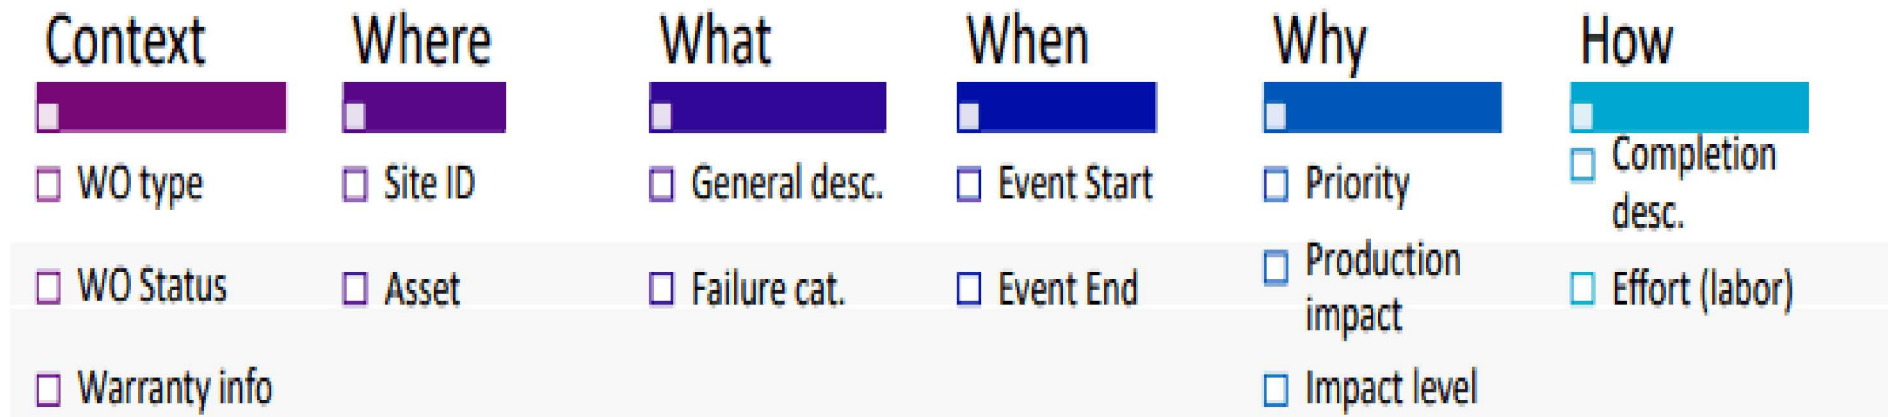 Context Where What When Why How
WO type Site ID General desc. Event Start Priority Completion
desc.
WO Status Asset Failure cat. Event End Production Effort (labor)
impact
Warranty info Impact level